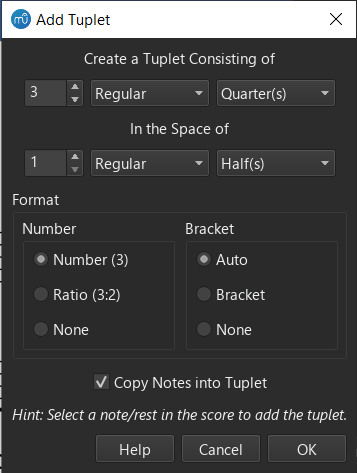 mu Add Tuplet
Create a Tuplet Consisting of
3 Regular Quarter(s)
In the Space of
1 Regular Half(s)
Format
Number Bracket
Number (3) Auto
Ratio (3:2) Bracket
None None
Copy Notes into Tuplet
Hint: Select a note/rest in the score to add the tuplet.
Help Cancel OK